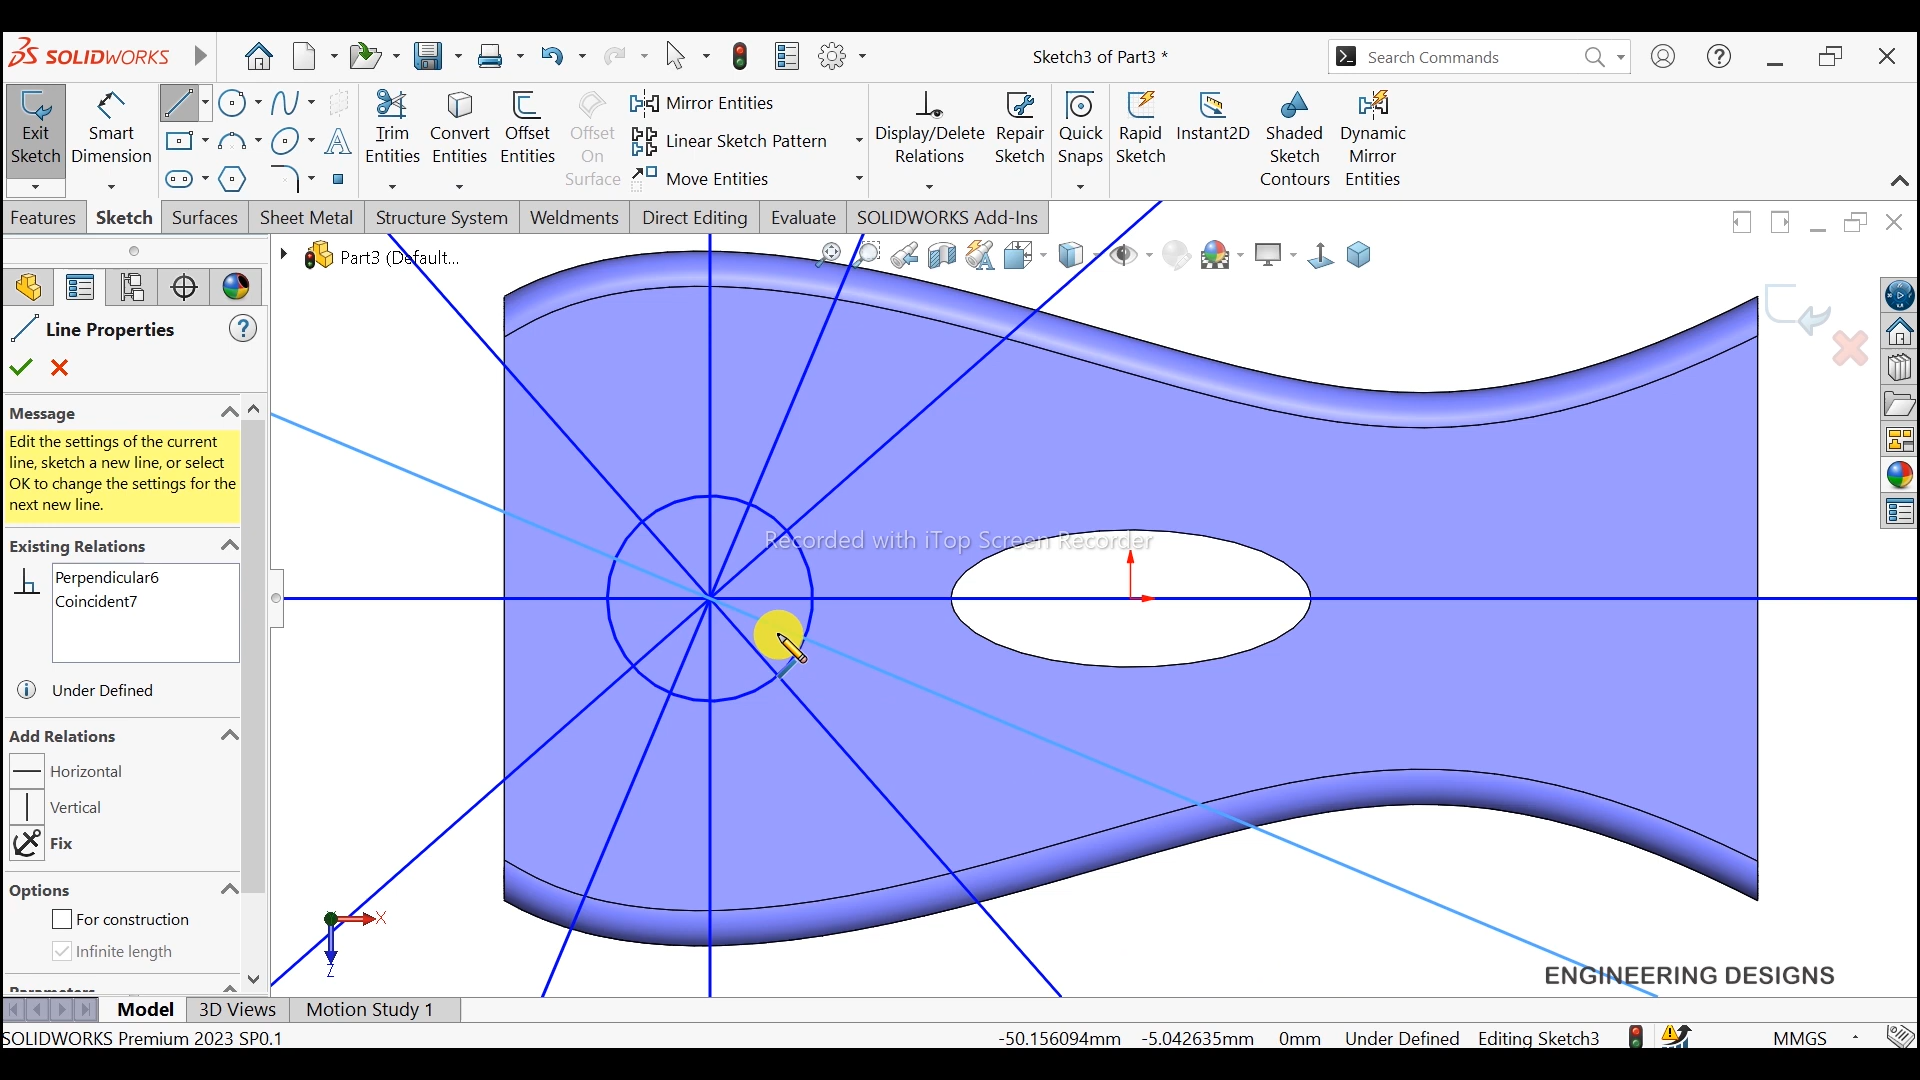 SOLIDWORKS
Sketch3 of Part3 *
Search Commands
Exit Sketch
Smart Dimension
Trim Entities
Convert Entities
Offset Entities
Offset On Surface
Mirror Entities
Linear Sketch Pattern
Move Entities
Display/Delete Relations
Repair Sketch
Quick Snaps
Rapid Sketch
Instant2D
Shaded Sketch Contours
Dynamic Mirror Entities
Features
Sketch
Surfaces
Sheet Metal
Structure System
Weldments
Direct Editing
Evaluate
SOLIDWORKS Add-Ins
Part3 (Default...
Line Properties
Message
Edit the settings of the current
line, sketch a new line, or select
OK to change the settings for the
next new line.
Existing Relations
Perpendicular6
Coincident7
Under Defined
Add Relations
Horizontal
Vertical
Fix
Options
For construction
Infinite length
Parameters
Recorded with iTop Screen Recorder
X
Z
ENGINEERING DESIGNS
Model
3D Views
Motion Study 1
SOLIDWORKS Premium 2023 SP0.1
-50.156094mm
-5.042635mm
0mm
Under Defined
Editing Sketch3
MMGS